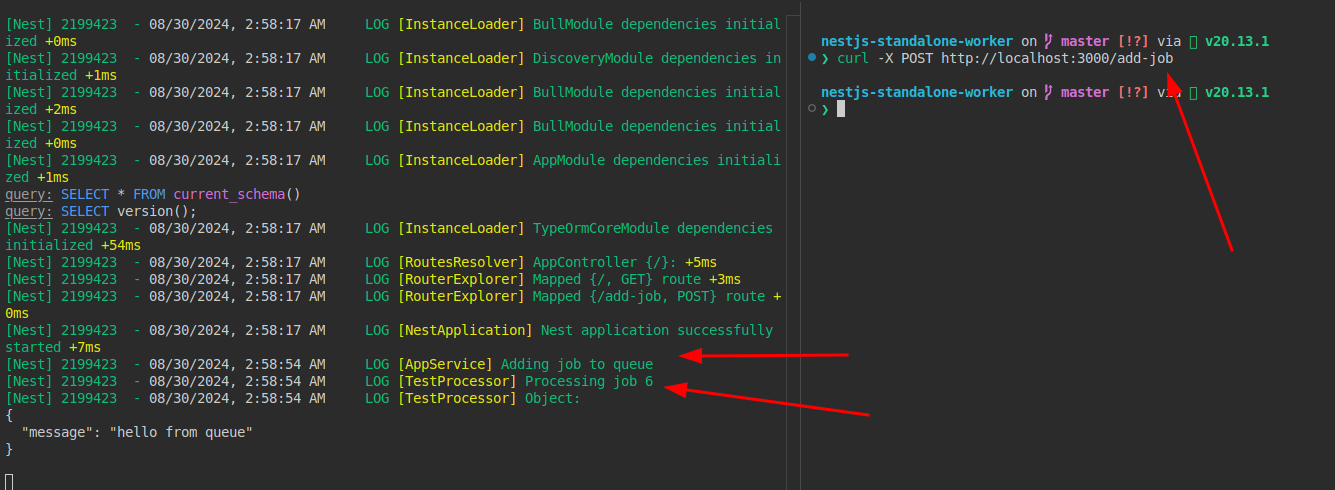 [Nest] 2199423  - 08/30/2024, 2:58:17 AM     LOG [InstanceLoader] BullModule dependencies initial
ized +0ms
[Nest] 2199423  - 08/30/2024, 2:58:17 AM     LOG [InstanceLoader] DiscoveryModule dependencies in
itialized +1ms
[Nest] 2199423  - 08/30/2024, 2:58:17 AM     LOG [InstanceLoader] BullModule dependencies initial
ized +2ms
[Nest] 2199423  - 08/30/2024, 2:58:17 AM     LOG [InstanceLoader] BullModule dependencies initial
ized +0ms
[Nest] 2199423  - 08/30/2024, 2:58:17 AM     LOG [InstanceLoader] AppModule dependencies initiali
zed +1ms
query: SELECT * FROM current_schema()
query: SELECT version();
[Nest] 2199423  - 08/30/2024, 2:58:17 AM     LOG [InstanceLoader] TypeOrmCoreModule dependencies
initialized +54ms
[Nest] 2199423  - 08/30/2024, 2:58:17 AM     LOG [RoutesResolver] AppController {/}: +5ms
[Nest] 2199423  - 08/30/2024, 2:58:17 AM     LOG [RouterExplorer] Mapped {/, GET} route +3ms
[Nest] 2199423  - 08/30/2024, 2:58:17 AM     LOG [RouterExplorer] Mapped {/add-job, POST} route +
0ms
[Nest] 2199423  - 08/30/2024, 2:58:17 AM     LOG [NestApplication] Nest application successfully
started +7ms
[Nest] 2199423  - 08/30/2024, 2:58:54 AM     LOG [AppService] Adding job to queue
[Nest] 2199423  - 08/30/2024, 2:58:54 AM     LOG [TestProcessor] Processing job 6
[Nest] 2199423  - 08/30/2024, 2:58:54 AM     LOG [TestProcessor] Object:
{
  "message": "hello from queue"
}
nestjs-standalone-worker on master [!?] via v20.13.1
❯ curl -X POST http://localhost:3000/add-job
nestjs-standalone-worker on master [!?] via v20.13.1
❯